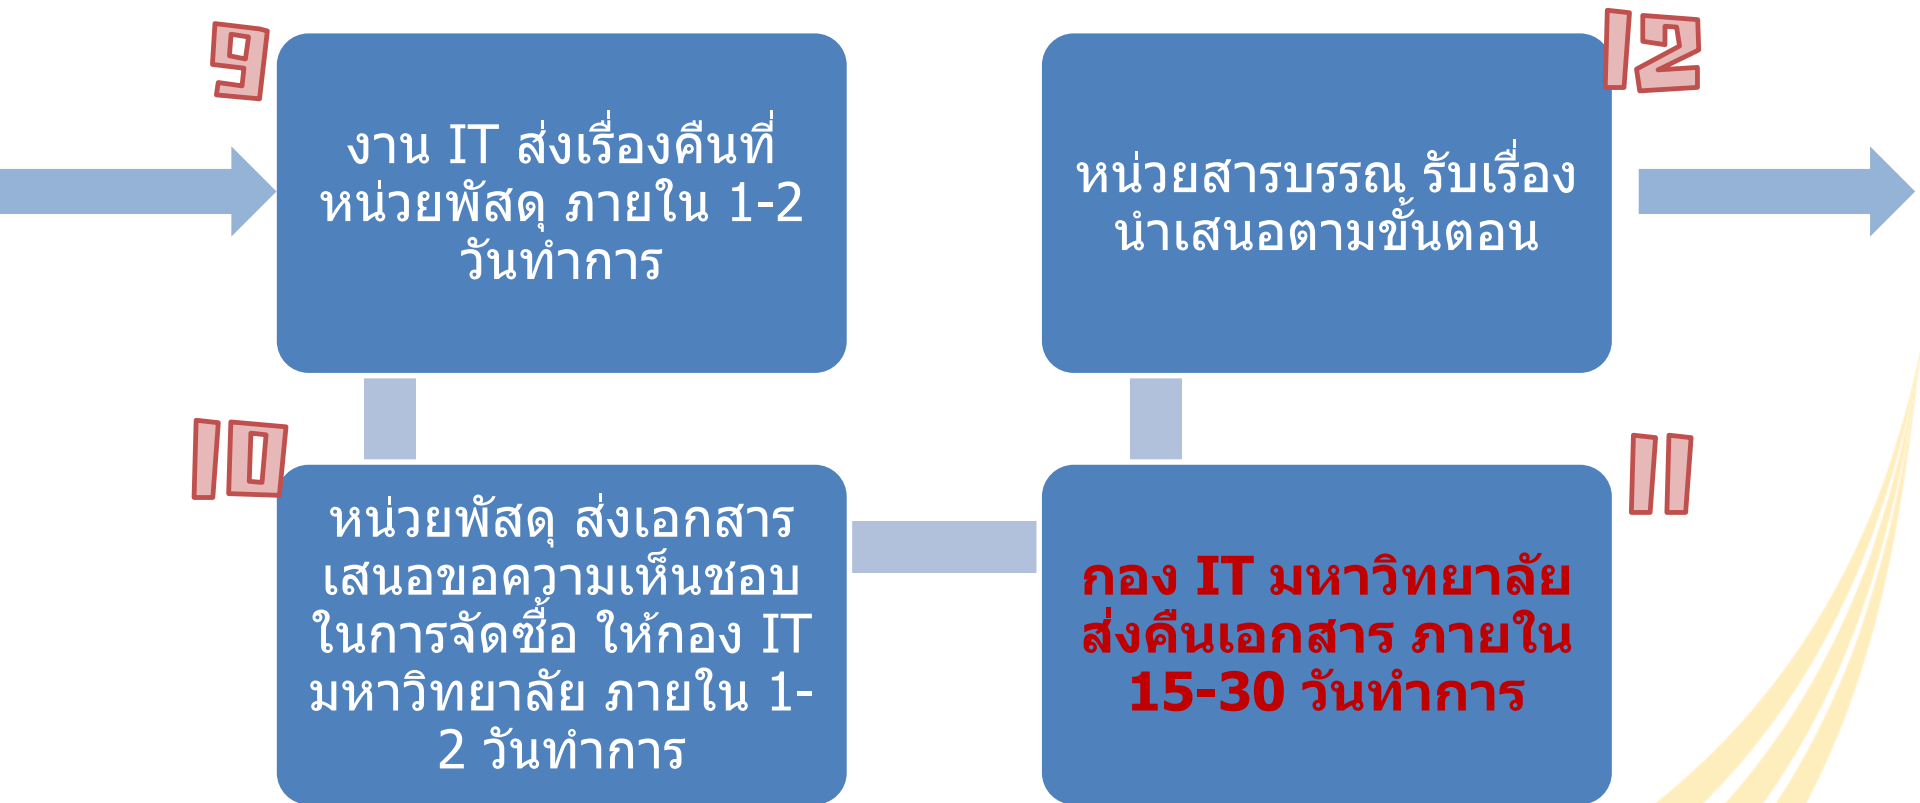 9
งาน IT ส่งเรื่องคืนที่
หน่วยพัสดุ ภายใน 1-2
วันทำการ
10
หน่วยพัสดุ ส่งเอกสาร
เสนอขอความเห็นชอบ
ในการจัดซื้อ ให้กอง IT
มหาวิทยาลัย ภายใน 1-
2 วันทำการ
11
กอง IT มหาวิทยาลัย
ส่งคืนเอกสาร ภายใน
15-30 วันทำการ
12
หน่วยสารบรรณ รับเรื่อง
นำเสนอตามขั้นตอน